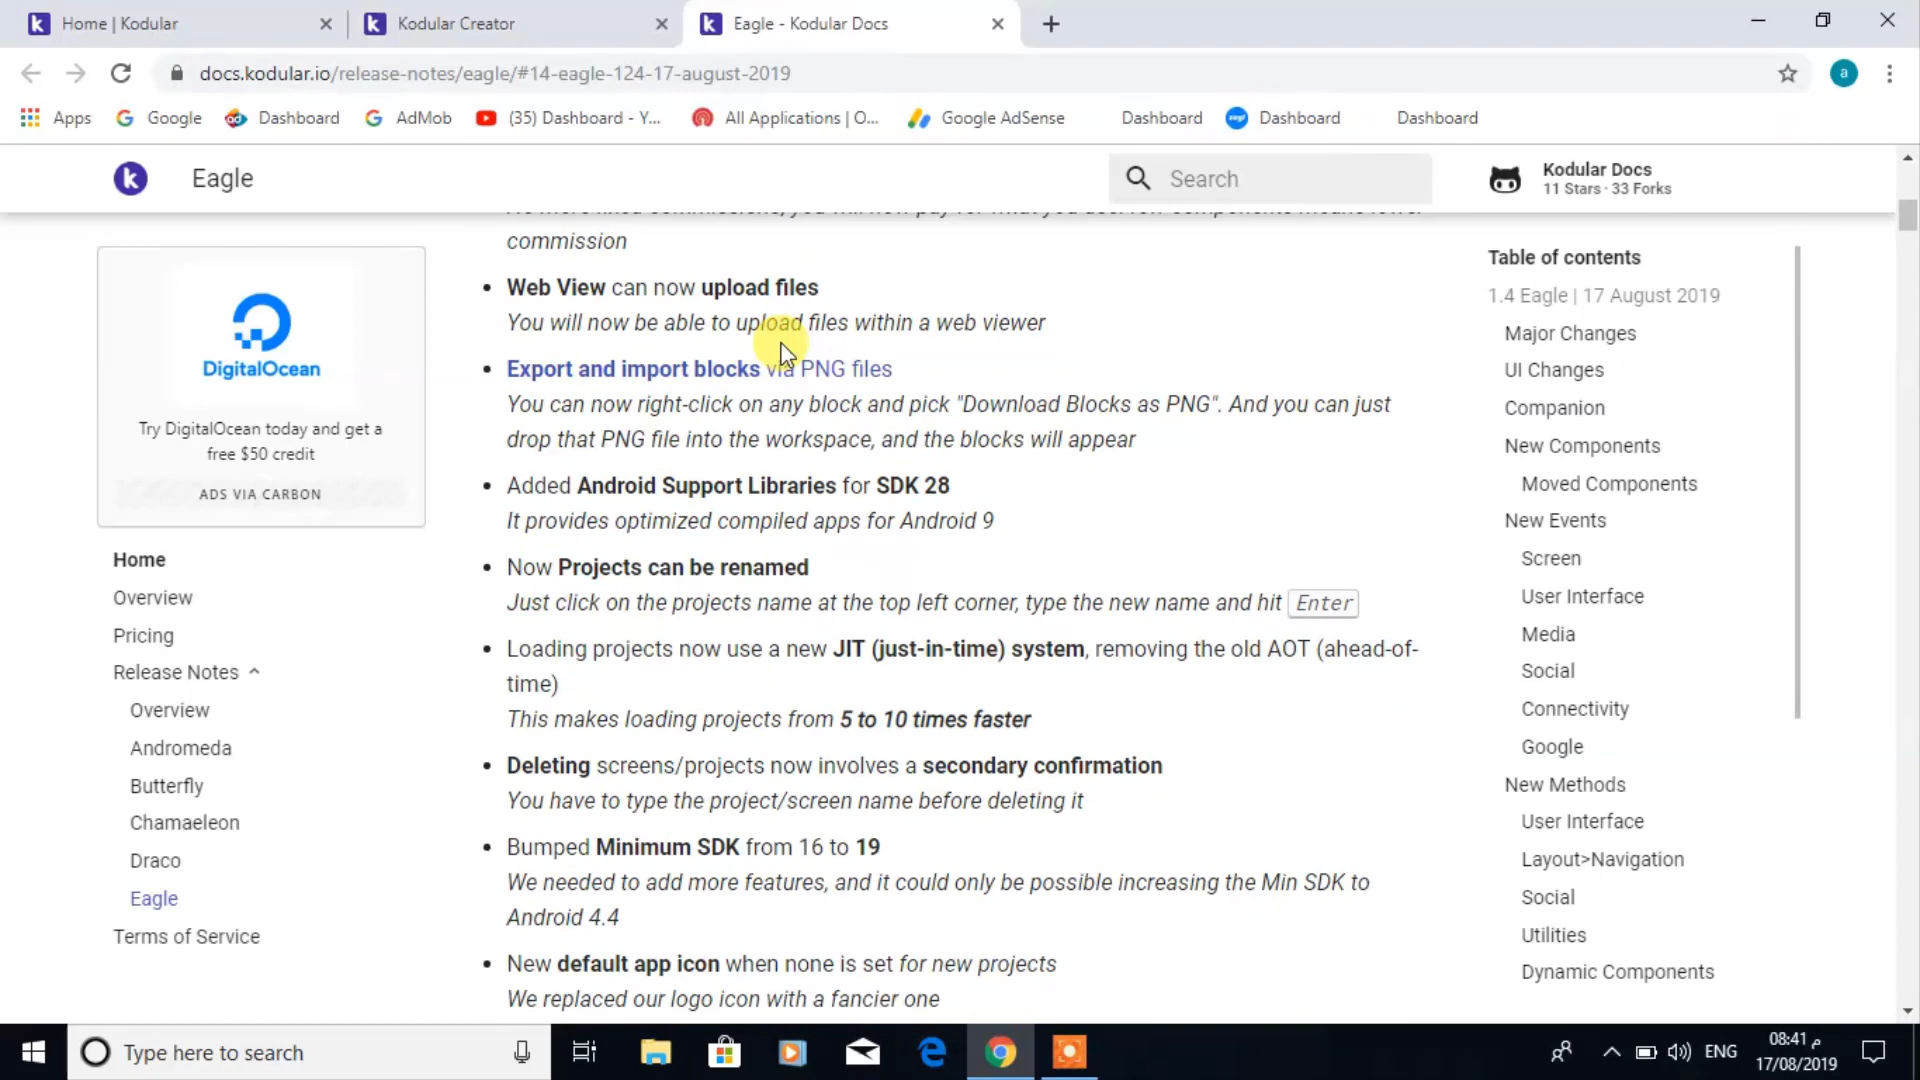 Home | Kodular
Kodular Creator
Eagle - Kodular Docs
docs.kodular.io/release-notes/eagle/#14-eagle-124-17-august-2019
a
Apps
Google
Dashboard
AdMob
(35) Dashboard - Y...
All Applications | O...
Google AdSense
Dashboard
Dashboard
Dashboard
Eagle
Search
Kodular Docs
11 Stars · 33 Forks
DigitalOcean
Try DigitalOcean today and get a
free $50 credit
ADS VIA CARBON
Home
Overview
Pricing
Release Notes
Overview
Andromeda
Butterfly
Chamaeleon
Draco
Eagle
Terms of Service
commission
Web View can now upload files
You will now be able to upload files within a web viewer
Export and import blocks via PNG files
You can now right-click on any block and pick "Download Blocks as PNG". And you can just
drop that PNG file into the workspace, and the blocks will appear
Added Android Support Libraries for SDK 28
It provides optimized compiled apps for Android 9
Now Projects can be renamed
Just click on the projects name at the top left corner, type the new name and hit Enter
Loading projects now use a new JIT (just-in-time) system, removing the old AOT (ahead-of-
time)
This makes loading projects from 5 to 10 times faster
Deleting screens/projects now involves a secondary confirmation
You have to type the project/screen name before deleting it
Bumped Minimum SDK from 16 to 19
We needed to add more features, and it could only be possible increasing the Min SDK to
Android 4.4
New default app icon when none is set for new projects
We replaced our logo icon with a fancier one
Table of contents
1.4 Eagle | 17 August 2019
Major Changes
UI Changes
Companion
New Components
Moved Components
New Events
Screen
User Interface
Media
Social
Connectivity
Google
New Methods
User Interface
Layout>Navigation
Social
Utilities
Dynamic Components
Type here to search
ENG
08:41 م
17/08/2019